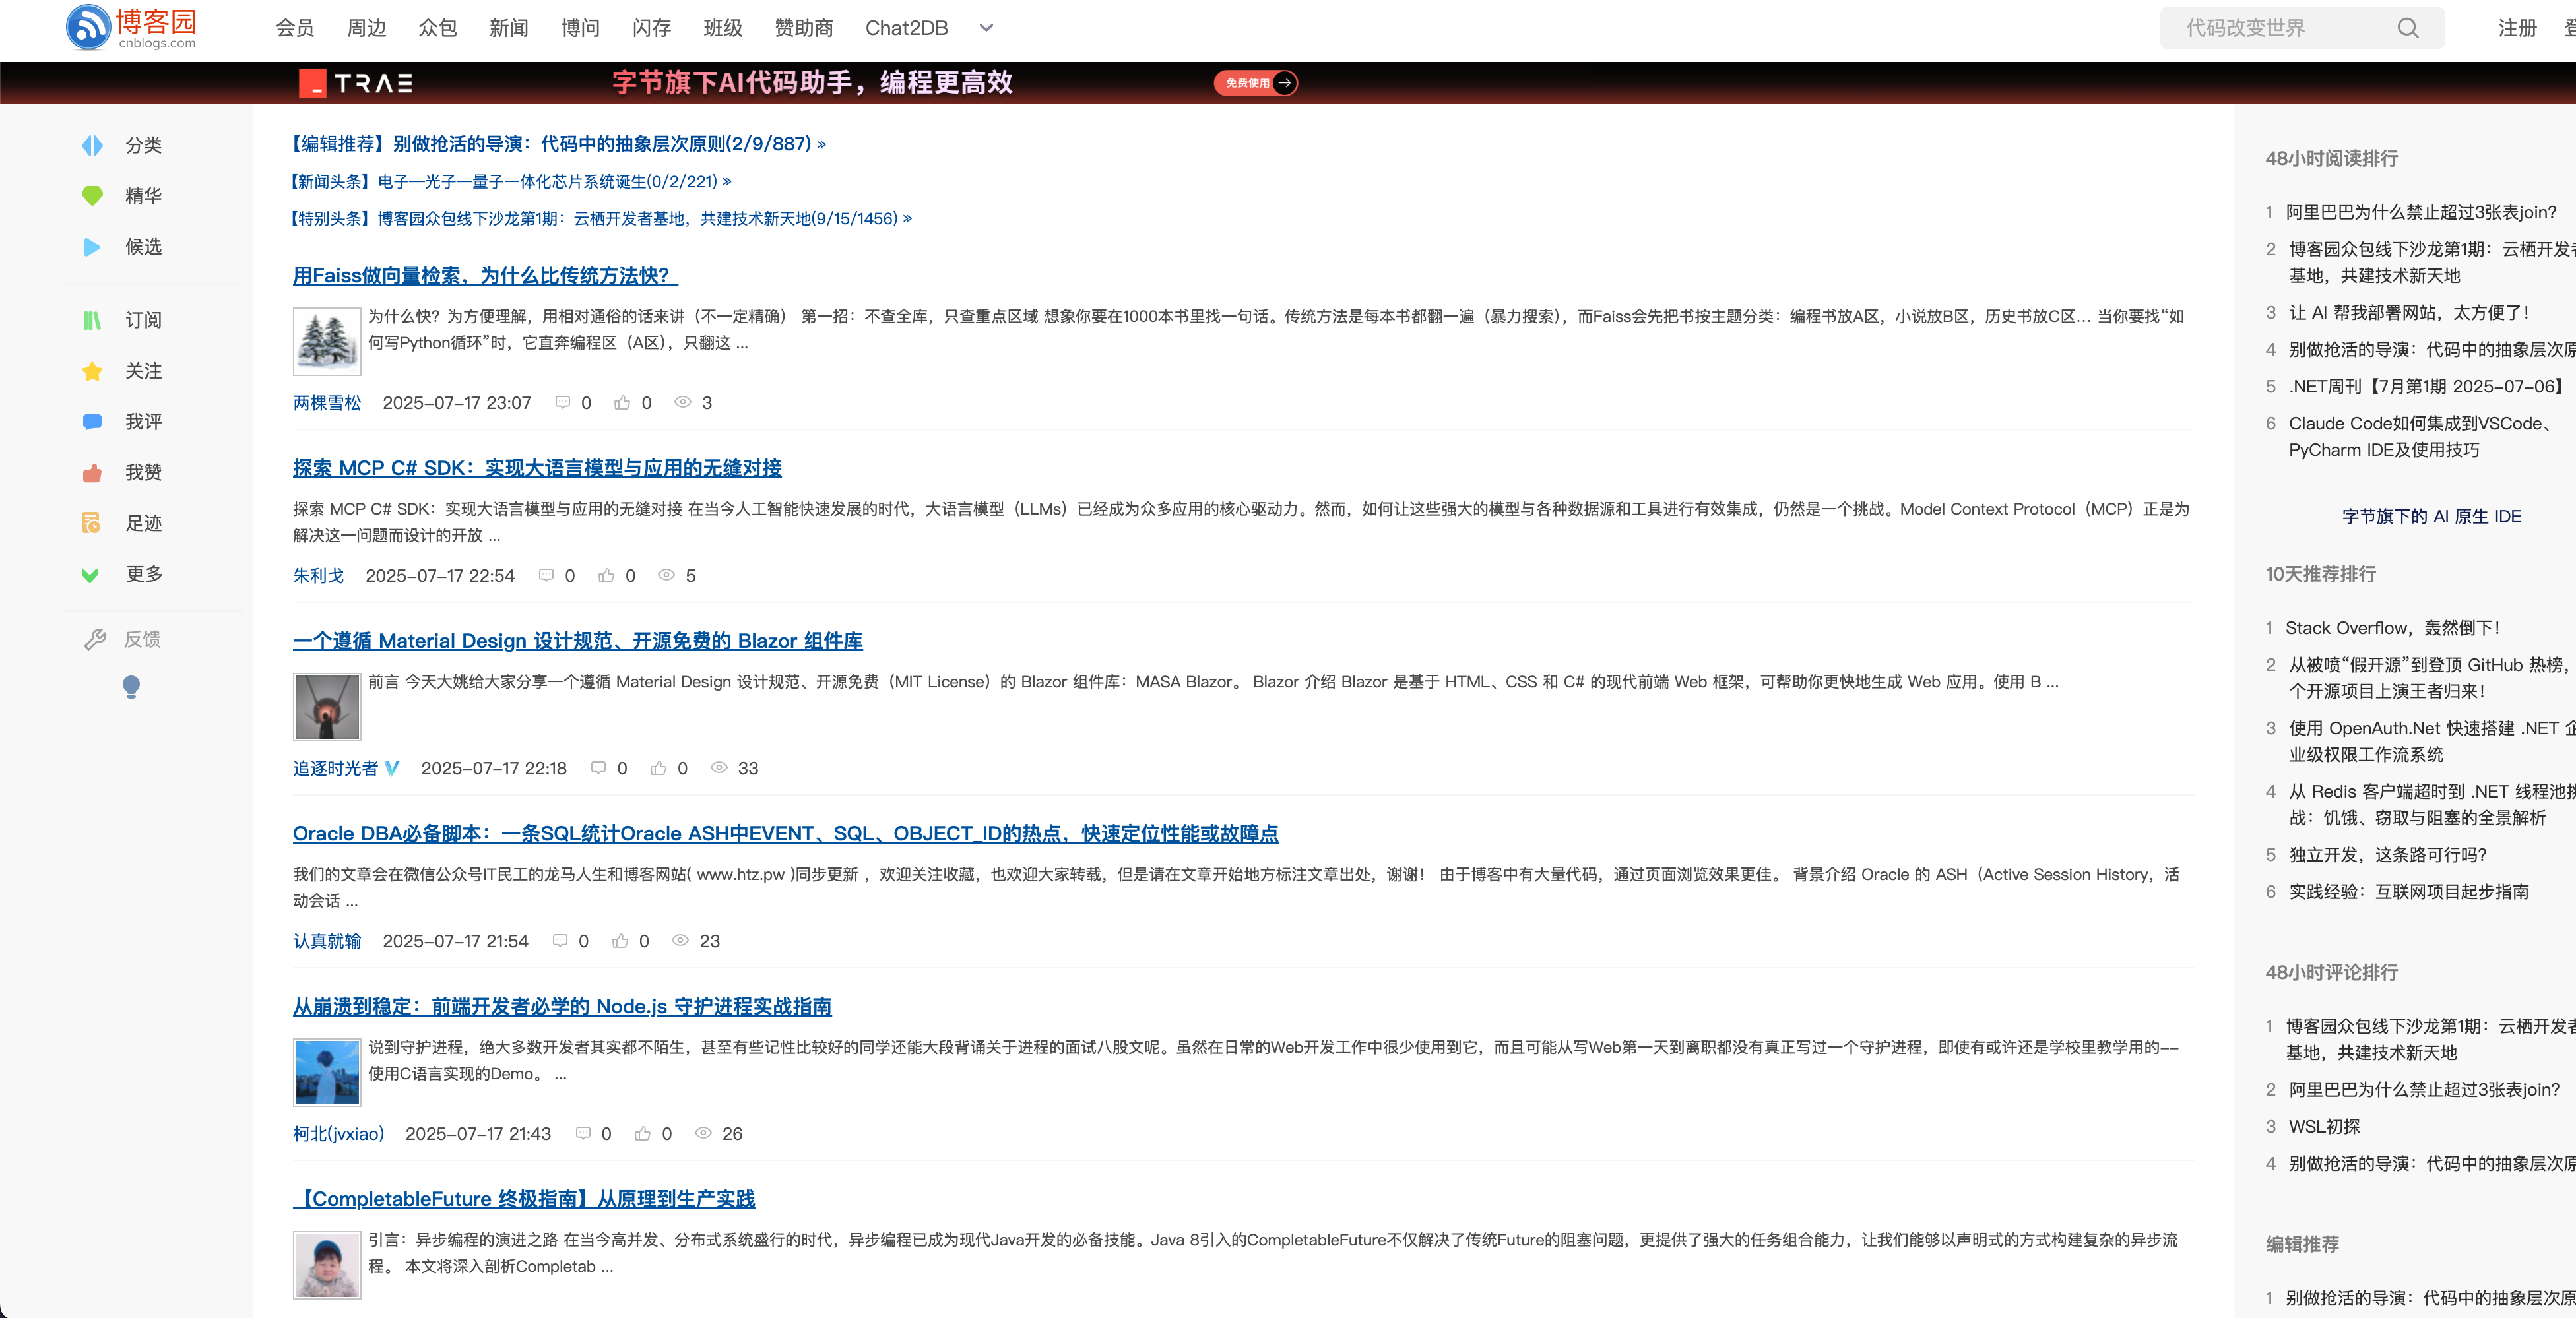 博客园
cnblogs.com
会员 周边 众包 新闻 博问 闪存 班级 赞助商 Chat2DB
代码改变世界
注册
TRAE 字节旗下AI代码助手，编程更高效 免费使用
分类
精华
候选
订阅
关注
我评
我赞
足迹
更多
反馈
【编辑推荐】别做抢活的导演：代码中的抽象层次原则(2/9/887) »
【新闻头条】电子—光子—量子一体化芯片系统诞生(0/2/221) »
【特别头条】博客园众包线下沙龙第1期：云栖开发者基地，共建技术新天地(9/15/1456) »
用Faiss做向量检索，为什么比传统方法快？
为什么快？为方便理解，用相对通俗的话来讲（不一定精确） 第一招：不查全库，只查重点区域 想象你要在1000本书里找一句话。传统方法是每本书都翻一遍（暴力搜索），而Faiss会先把书按主题分类：编程书放A区，小说放B区，历史书放C区... 当你要找“如
何写Python循环”时，它直奔编程区（A区），只翻这 ...
两棵雪松 2025-07-17 23:07 0 0 3
探索 MCP C# SDK：实现大语言模型与应用的无缝对接
探索 MCP C# SDK：实现大语言模型与应用的无缝对接 在当今人工智能快速发展的时代，大语言模型（LLMs）已经成为众多应用的核心驱动力。然而，如何让这些强大的模型与各种数据源和工具进行有效集成，仍然是一个挑战。Model Context Protocol（MCP）正是为
解决这一问题而设计的开放 ...
朱利戈 2025-07-17 22:54 0 0 5
一个遵循 Material Design 设计规范、开源免费的 Blazor 组件库
前言 今天大姚给大家分享一个遵循 Material Design 设计规范、开源免费（MIT License）的 Blazor 组件库：MASA Blazor。 Blazor 介绍 Blazor 是基于 HTML、CSS 和 C# 的现代前端 Web 框架，可帮助你更快地生成 Web 应用。使用 B ...
追逐时光者 2025-07-17 22:18 0 0 33
Oracle DBA必备脚本：一条SQL统计Oracle ASH中EVENT、SQL、OBJECT_ID的热点，快速定位性能或故障点
我们的文章会在微信公众号IT民工的龙马人生和博客网站( www.htz.pw )同步更新 ，欢迎关注收藏，也欢迎大家转载，但是请在文章开始地方标注文章出处，谢谢！ 由于博客中有大量代码，通过页面浏览效果更佳。 背景介绍 Oracle 的 ASH（Active Session History，活
动会话 ...
认真就输 2025-07-17 21:54 0 0 23
从崩溃到稳定：前端开发者必学的 Node.js 守护进程实战指南
说到守护进程，绝大多数开发者其实都不陌生，甚至有些记性比较好的同学还能大段背诵关于进程的面试八股文呢。虽然在日常的Web开发工作中很少使用到它，而且可能从写Web第一天到离职都没有真正写过一个守护进程，即使有或许还是学校里教学用的--
使用C语言实现的Demo。 ...
柯北(jvxiao) 2025-07-17 21:43 0 0 26
【CompletableFuture 终极指南】从原理到生产实践
引言：异步编程的演进之路 在当今高并发、分布式系统盛行的时代，异步编程已成为现代Java开发的必备技能。Java 8引入的CompletableFuture不仅解决了传统Future的阻塞问题，更提供了强大的任务组合能力，让我们能够以声明式的方式构建复杂的异步流
程。 本文将深入剖析Completab ...
48小时阅读排行
1 阿里巴巴为什么禁止超过3张表join？
2 博客园众包线下沙龙第1期：云栖开发者
基地，共建技术新天地
3 让 AI 帮我部署网站，太方便了！
4 别做抢活的导演：代码中的抽象层次原
5 .NET周刊【7月第1期 2025-07-06】
6 Claude Code如何集成到VSCode、
PyCharm IDE及使用技巧
字节旗下的 AI 原生 IDE
10天推荐排行
1 Stack Overflow，轰然倒下！
2 从被喷“假开源”到登顶 GitHub 热榜，
个开源项目上演王者归来！
3 使用 OpenAuth.Net 快速搭建 .NET 企
业级权限工作流系统
4 从 Redis 客户端超时到 .NET 线程池挑
战：饥饿、窃取与阻塞的全景解析
5 独立开发，这条路可行吗？
6 实践经验：互联网项目起步指南
48小时评论排行
1 博客园众包线下沙龙第1期：云栖开发者
基地，共建技术新天地
2 阿里巴巴为什么禁止超过3张表join？
3 WSL初探
4 别做抢活的导演：代码中的抽象层次原
编辑推荐
1 别做抢活的导演：代码中的抽象层次原